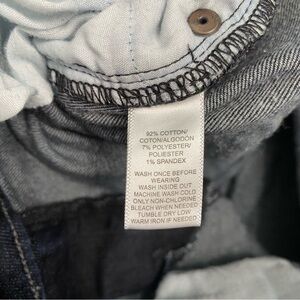 92% COTTON/
COTON/ALGODÓN
7% POLYESTER/
POLIESTER
1% SPANDEX
WASH ONCE BEFORE
WEARING
WASH INSIDE OUT
MACHINE WASH COLD
ONLY NON-CHLORINE
BLEACH WHEN NEEDED
TUMBLE DRY LOW
WARM IRON IF NEEDED